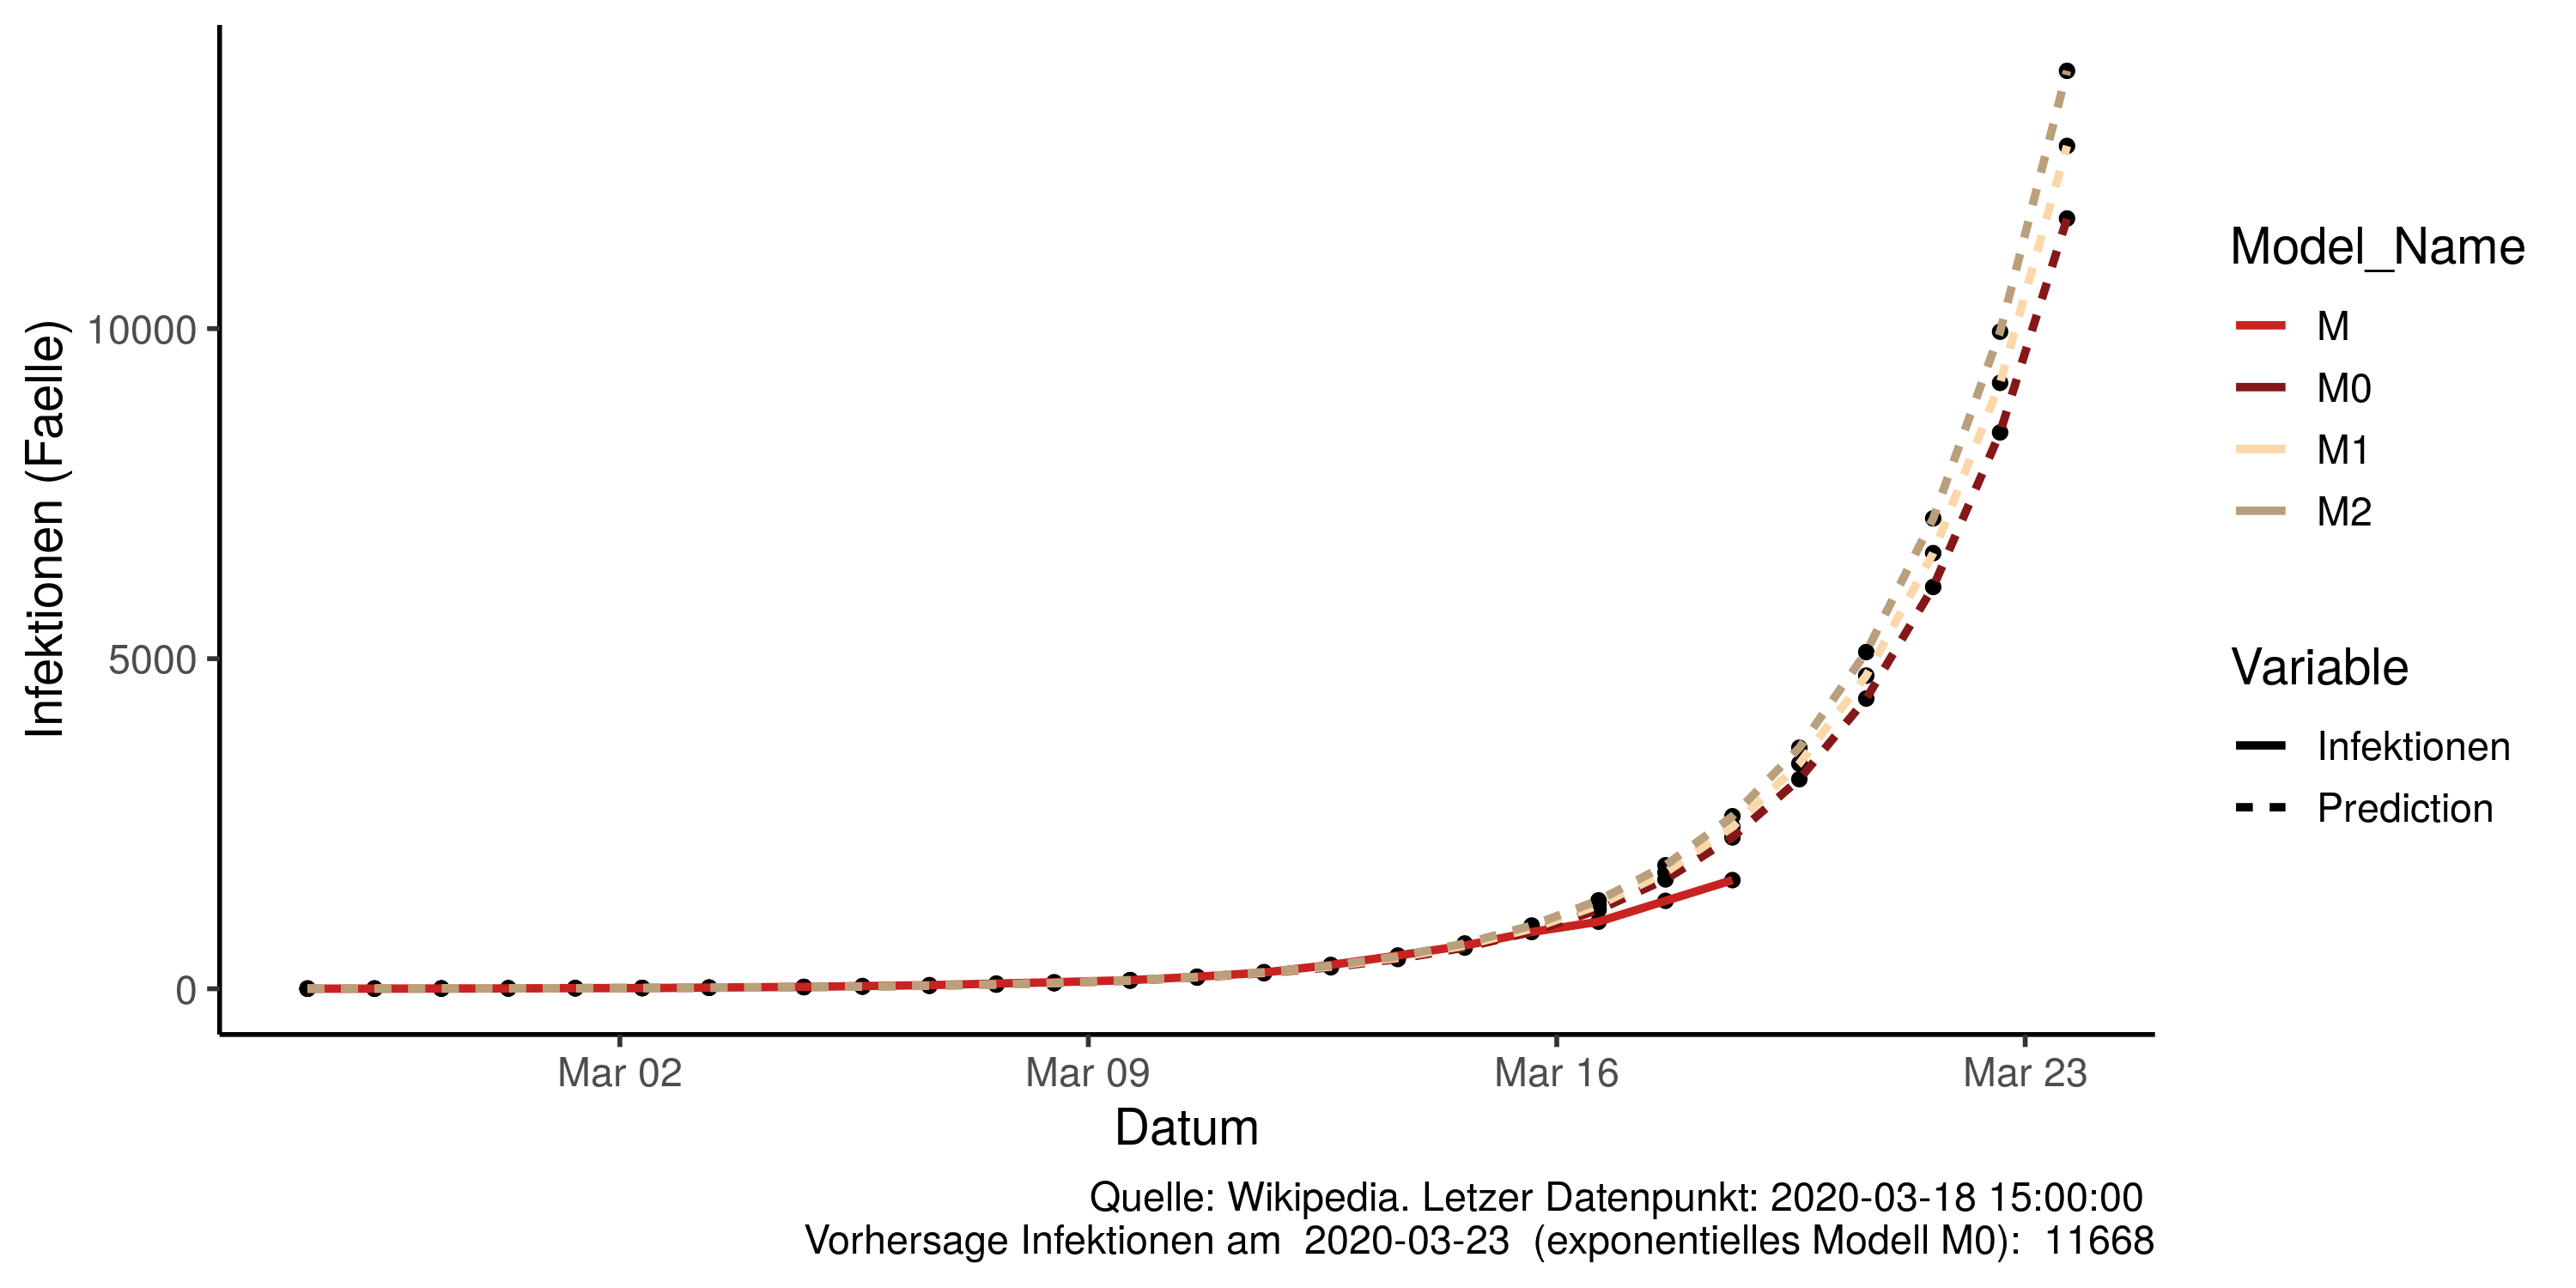 Infektionen (Faelle)
10000
5000
0
Mar 02
Mar 09
Mar 16
Mar 23
Datum
Model_Name
M
M0
M1
M2
Variable
Infektionen
Prediction
Quelle: Wikipedia. Letzer Datenpunkt: 2020-03-18 15:00:00
Vorhersage Infektionen am 2020-03-23 (exponentielles Modell M0): 11668